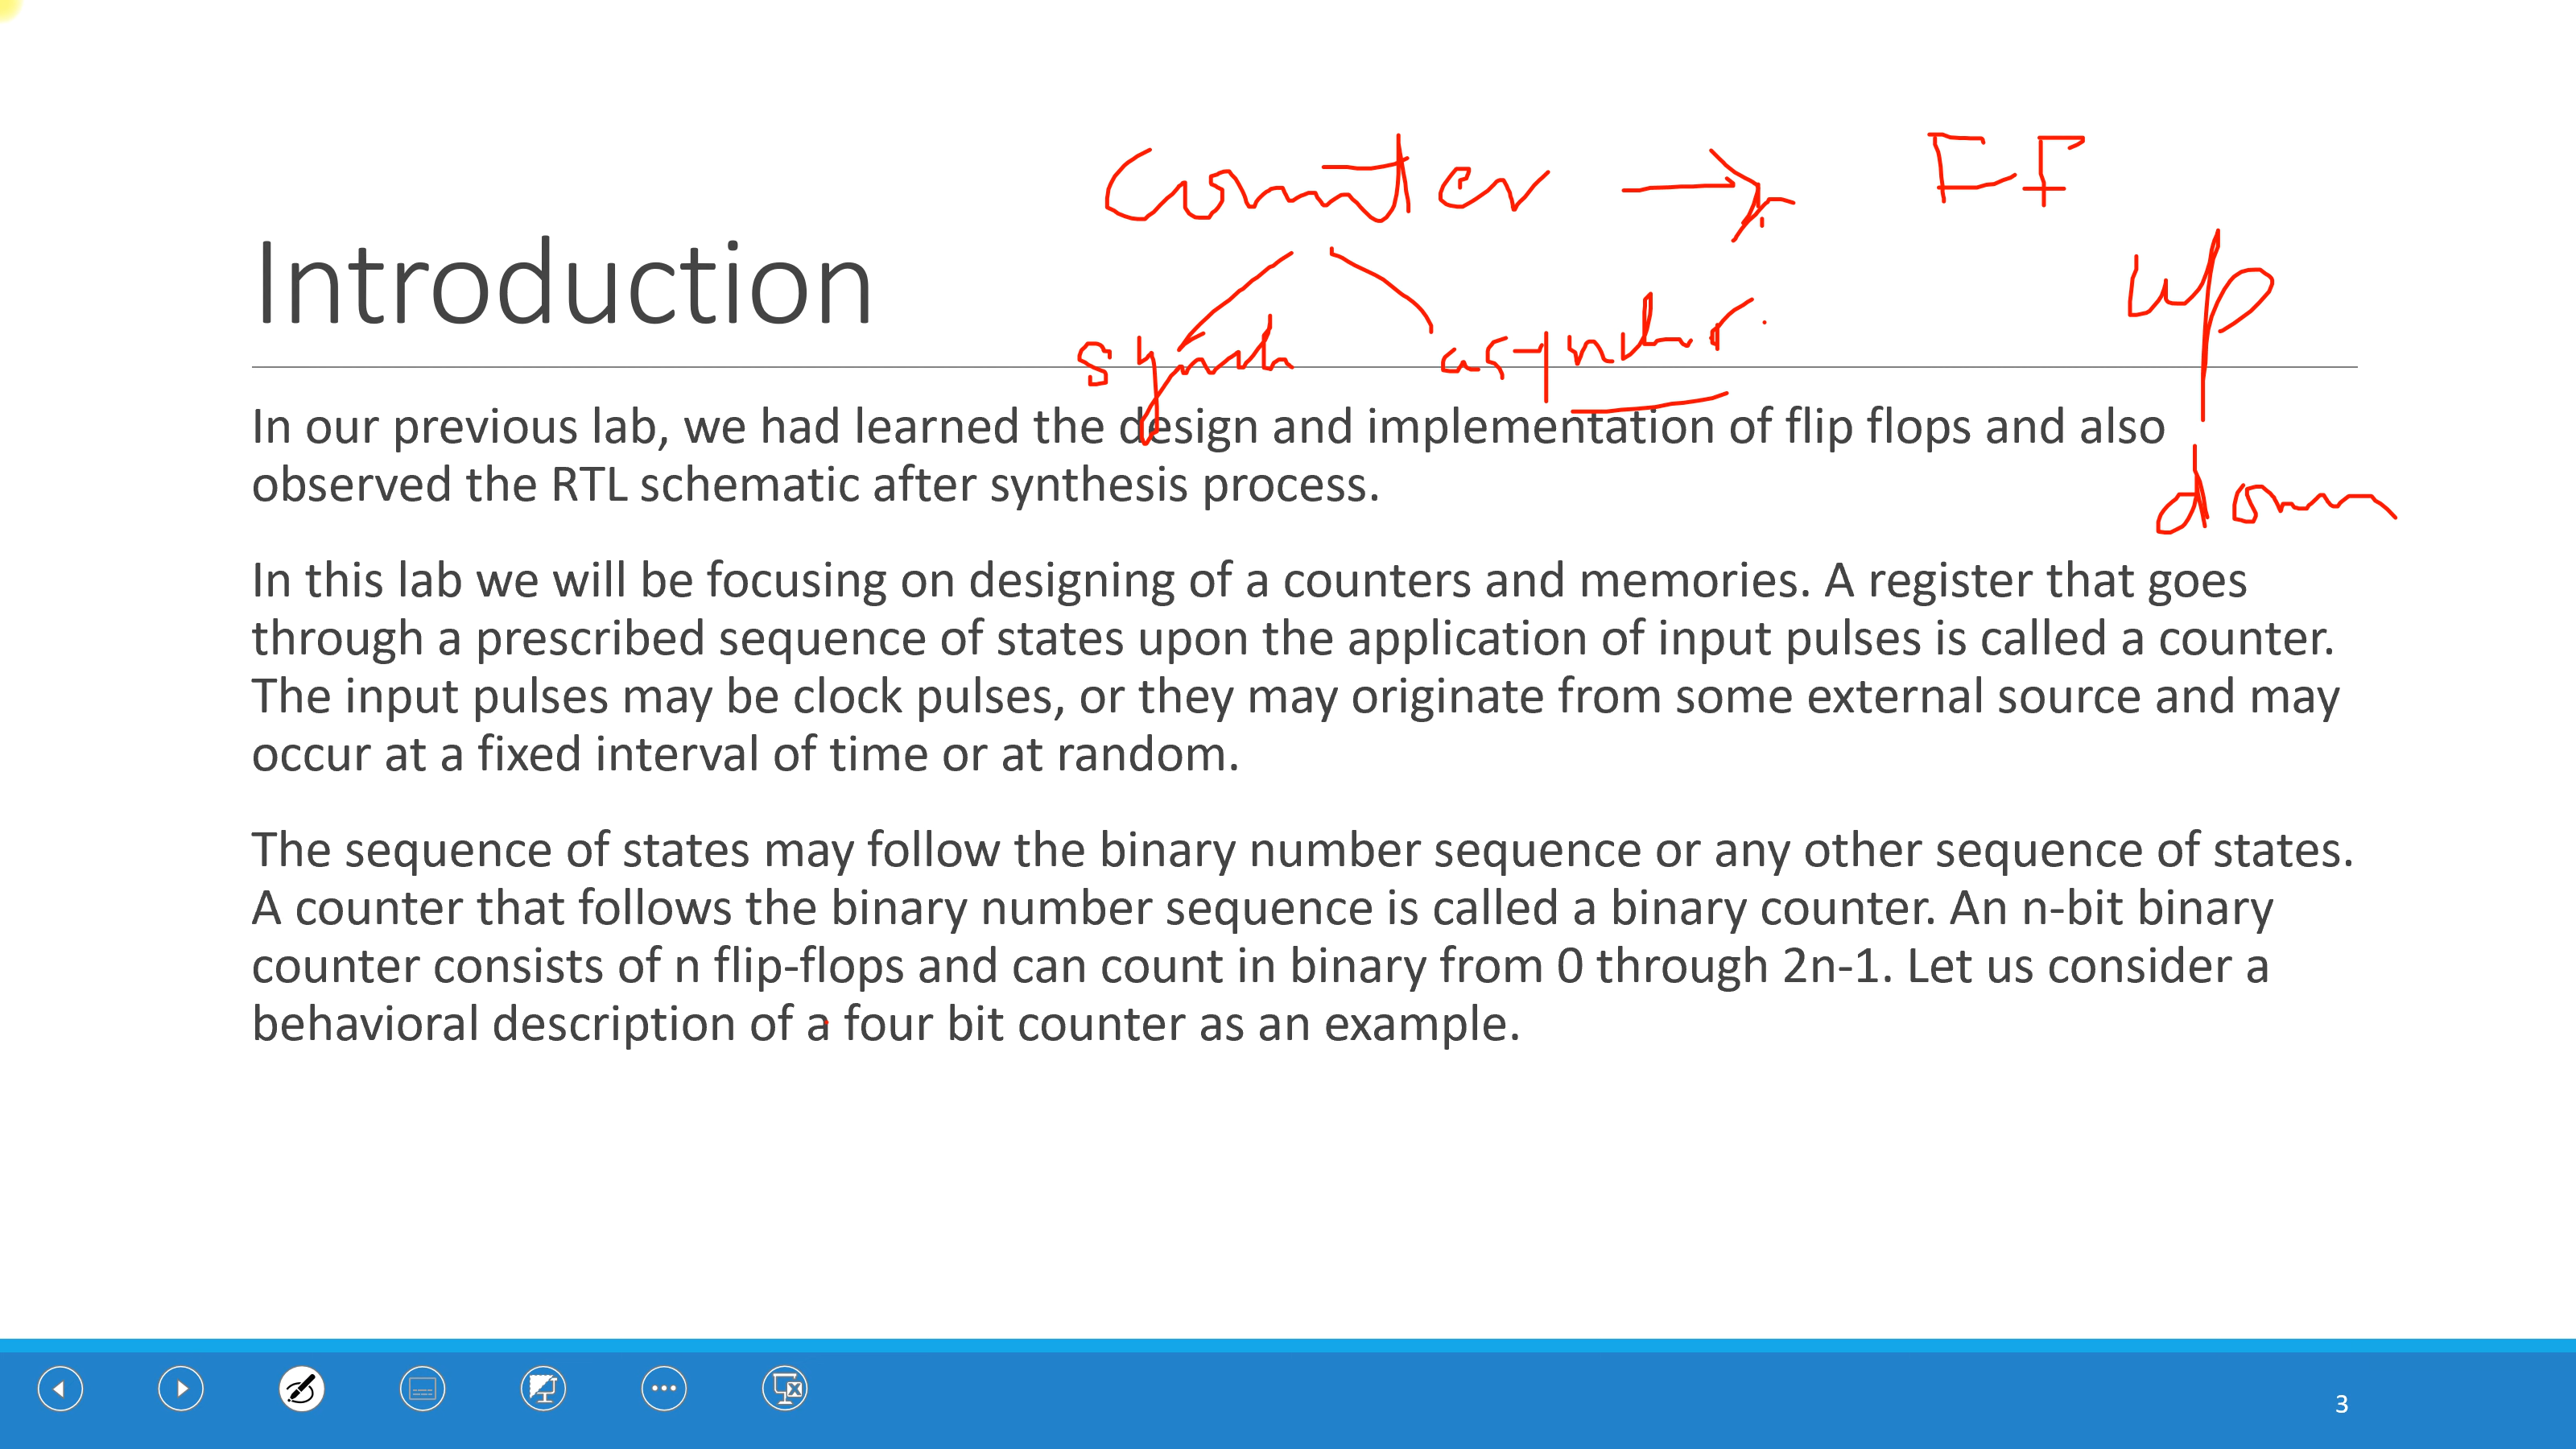 counter → FF
Introduction
up
synch
asynchr.
In our previous lab, we had learned the design and implementation of flip flops and also
observed the RTL schematic after synthesis process.
down
In this lab we will be focusing on designing of a counters and memories. A register that goes
through a prescribed sequence of states upon the application of input pulses is called a counter.
The input pulses may be clock pulses, or they may originate from some external source and may
occur at a fixed interval of time or at random.
The sequence of states may follow the binary number sequence or any other sequence of states.
A counter that follows the binary number sequence is called a binary counter. An n-bit binary
counter consists of n flip-flops and can count in binary from 0 through 2n-1. Let us consider a
behavioral description of a four bit counter as an example.
3